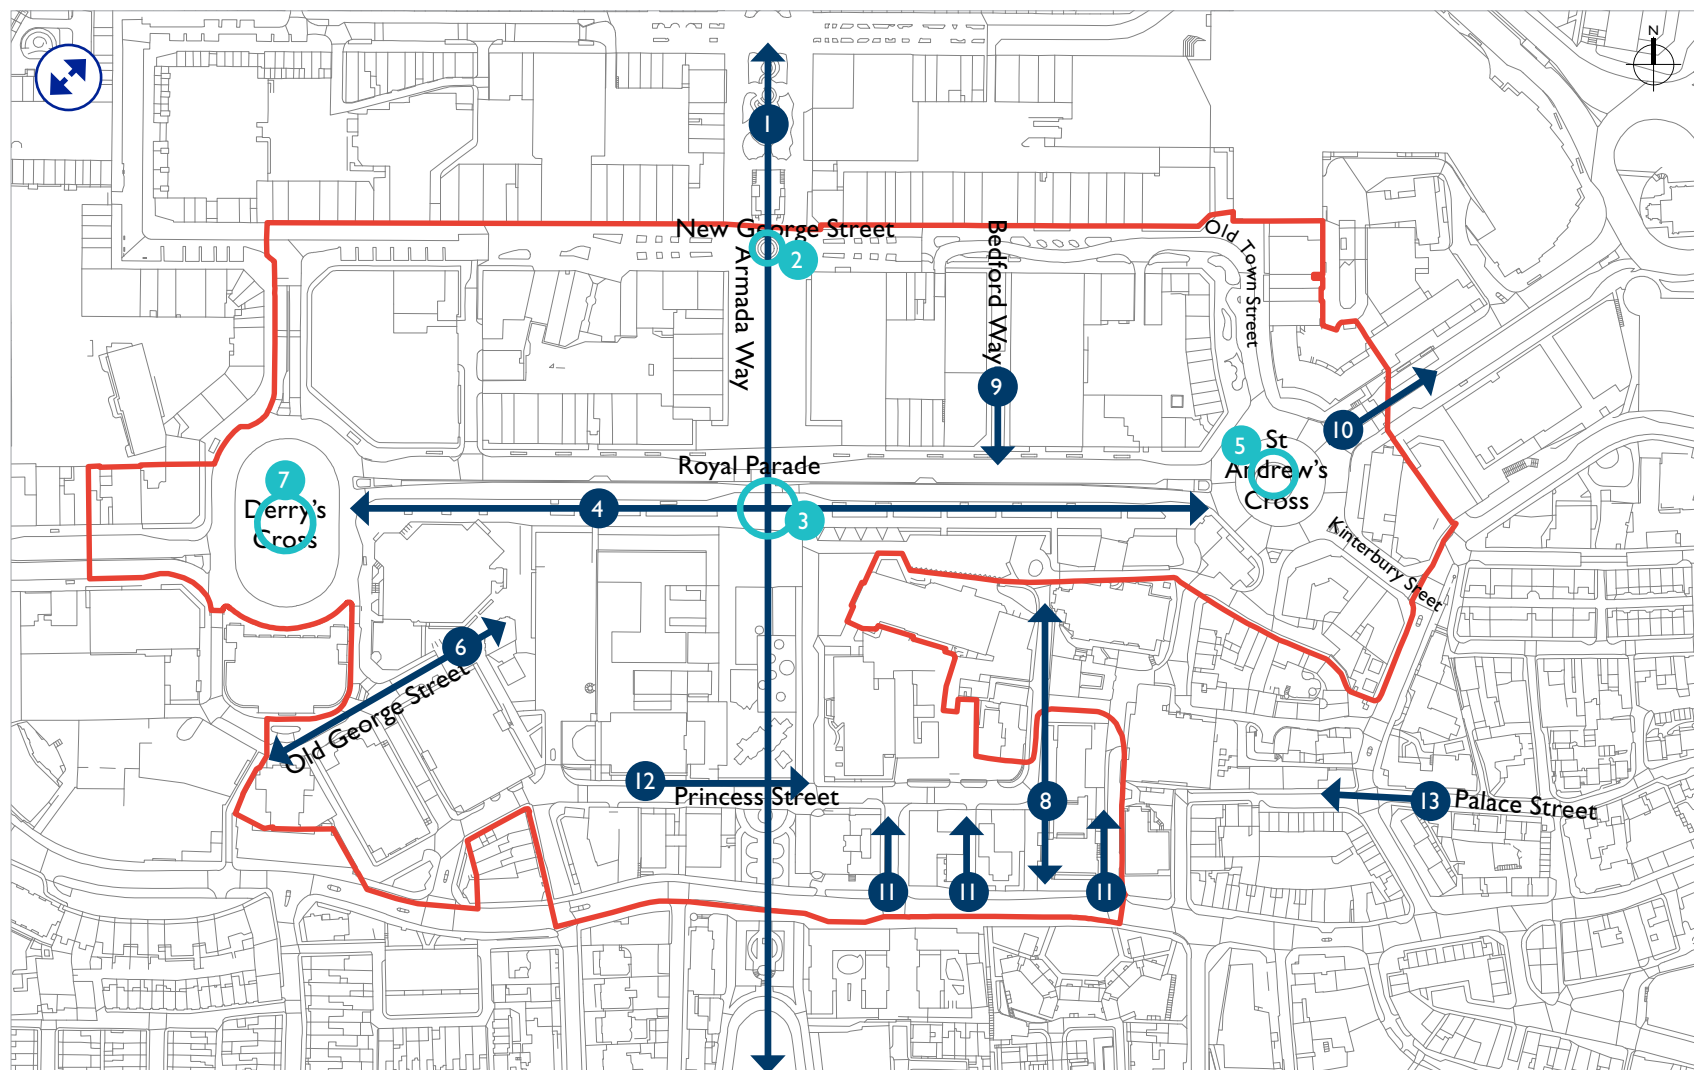 N
1
New George Street
2
Armada Way
Bedford Way
Old Town Street
9
10
5
St
Andrew's
Cross
Royal Parade
7
Derry's
Cross
4
3
Kinterbury Sreet
6
Old George Street
12
Princess Street
8
13
Palace Street
11
11
11